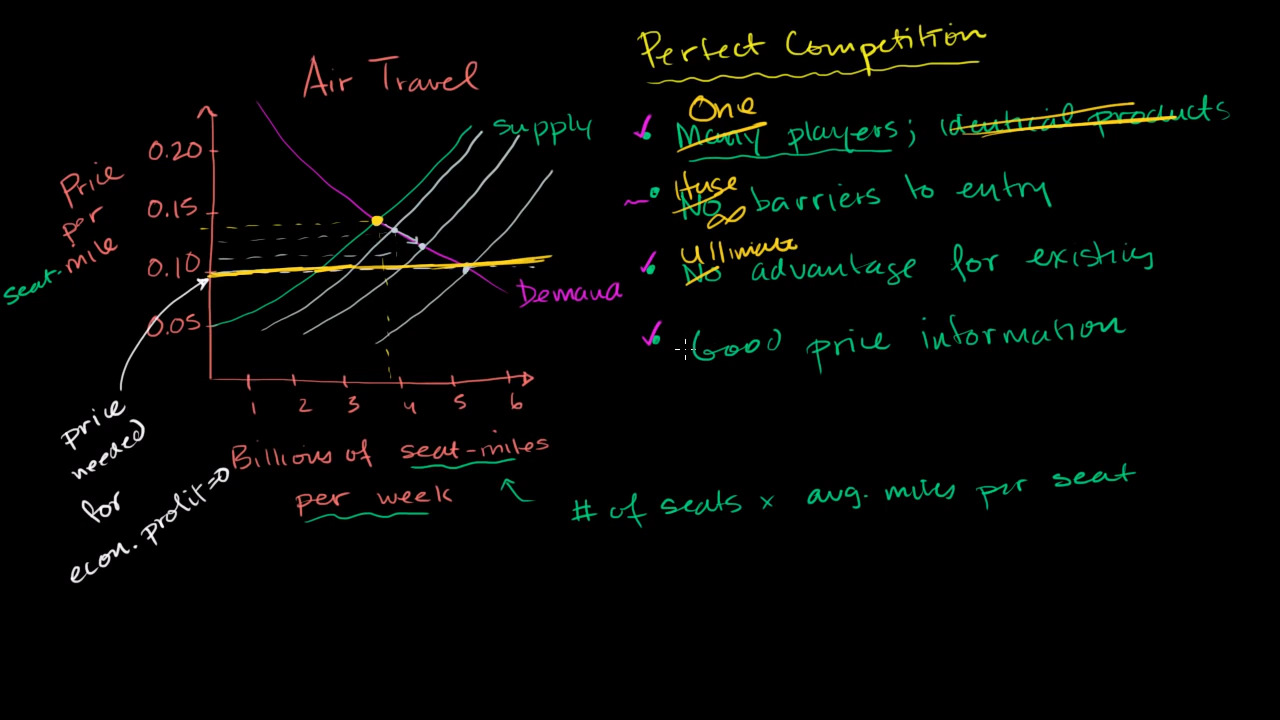 Perfect Competition
Air Travel
One
Many players; identical products
supply
0.20
Huge
No ∞ barriers to entry
Price
per
seat-mile
0.15
Ultimate
No advantage for existing
0.10
Demand
0.05
Good price information
1 2 3 4 5 6
price
needed
for
econ. profit=0
Billions of seat-miles
per week
# of seats x avg. miles per seat